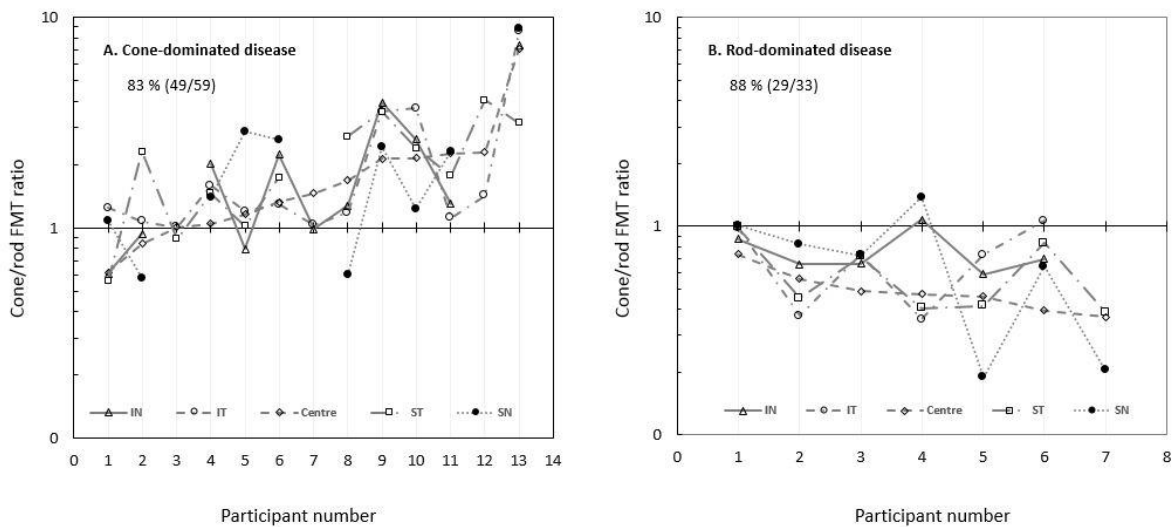 10
A. Cone-dominated disease
83 % (49/59)
1
0
Cone/rod FMT ratio
IN IT Centre ST SN
0 1 2 3 4 5 6 7 8 9 10 11 12 13 14
Participant number
10
B. Rod-dominated disease
88 % (29/33)
1
0
Cone/rod FMT ratio
IN IT Centre ST SN
0 1 2 3 4 5 6 7 8
Participant number